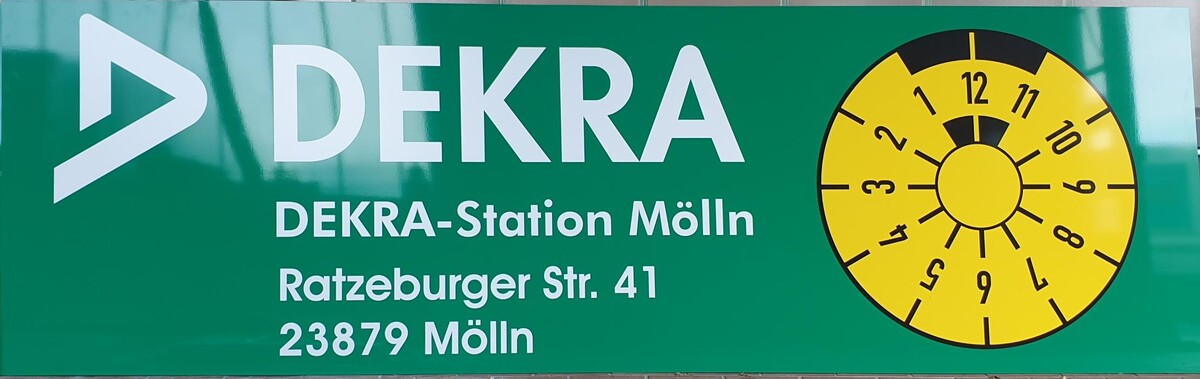 DEKRA
DEKRA-Station Mölln
Ratzeburger Str. 41
23879 Mölln
1 12 11
2 10
3 9
4 8
5 6 7